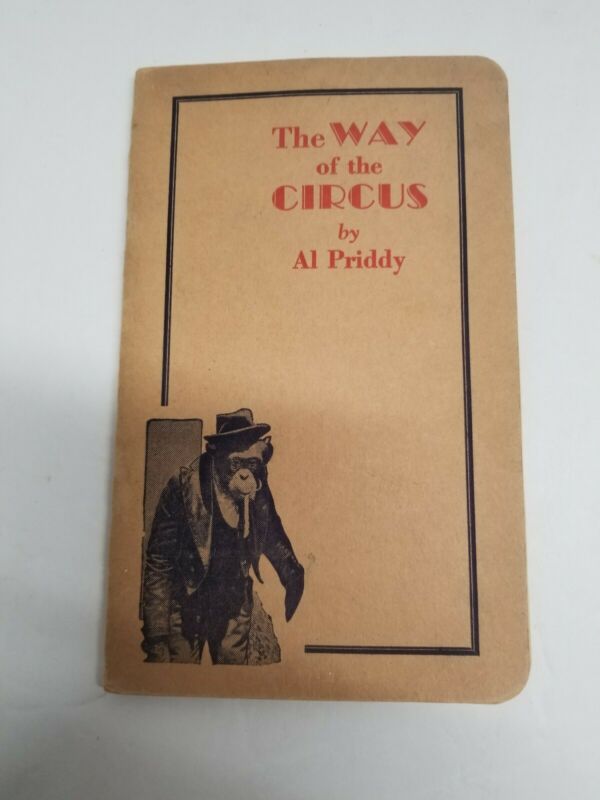 The WAY
of the
CIRCUS
by
Al Priddy